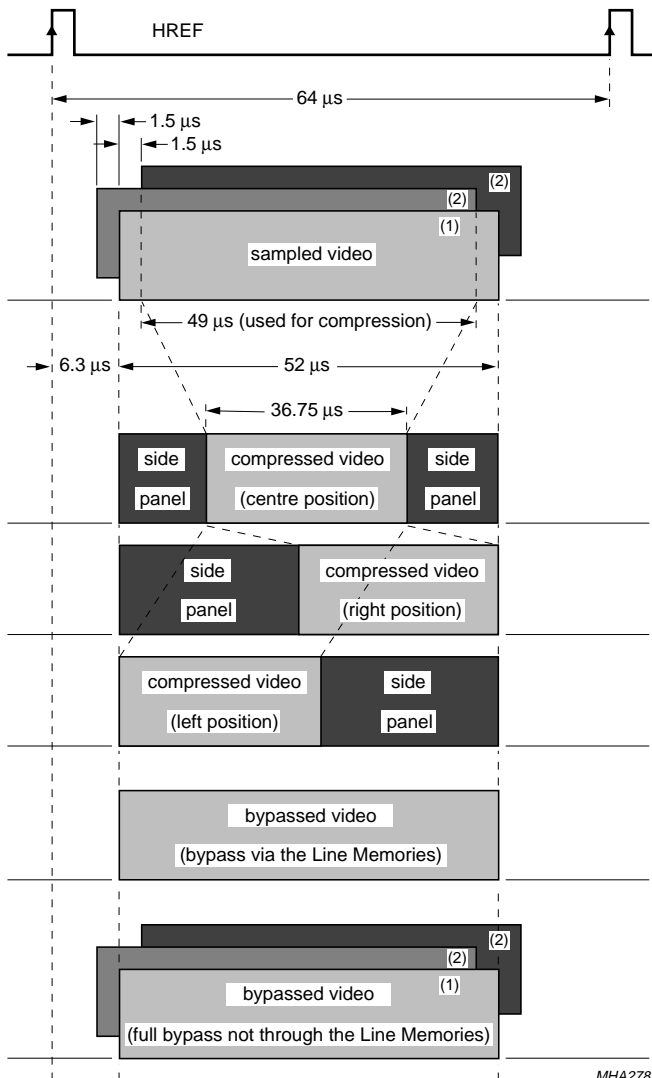 HREF
64 µs
1.5 µs
1.5 µs
(2)
(2)
(1)
sampled video
49 µs (used for compression)
6.3 µs
52 µs
36.75 µs
side
panel
compressed video
(centre position)
side
panel
side
panel
compressed video
(right position)
compressed video
(left position)
side
panel
bypassed video
(bypass via the Line Memories)
(2)
(2)
(1)
bypassed video
(full bypass not through the Line Memories)
MHA278